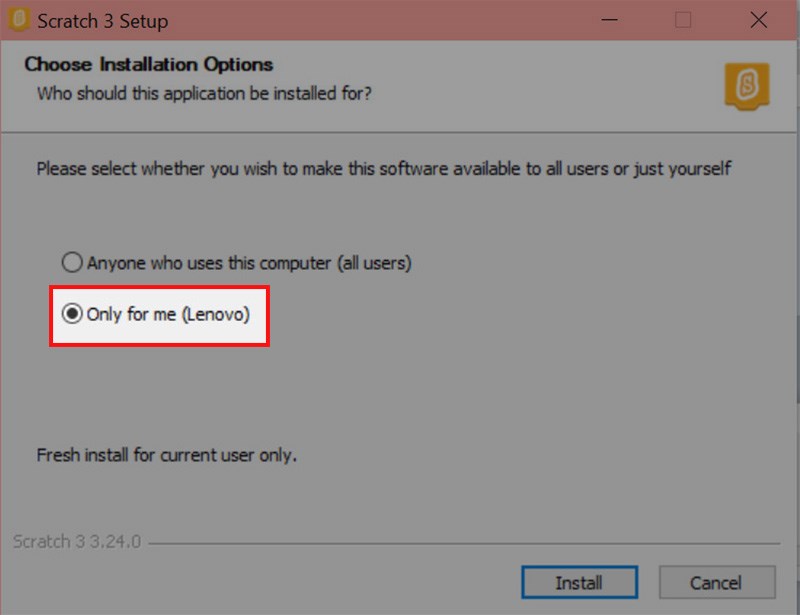 Scratch 3 Setup
Choose Installation Options
Who should this application be installed for?
Please select whether you wish to make this software available to all users or just yourself
Anyone who uses this computer (all users)
Only for me (Lenovo)
Fresh install for current user only.
Scratch 3 3.24.0
Install
Cancel